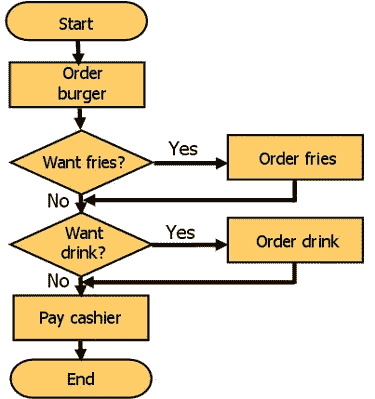 Start
Order
burger
Want fries?
Yes
Order fries
No
Want
drink?
Yes
Order drink
No
Pay cashier
End